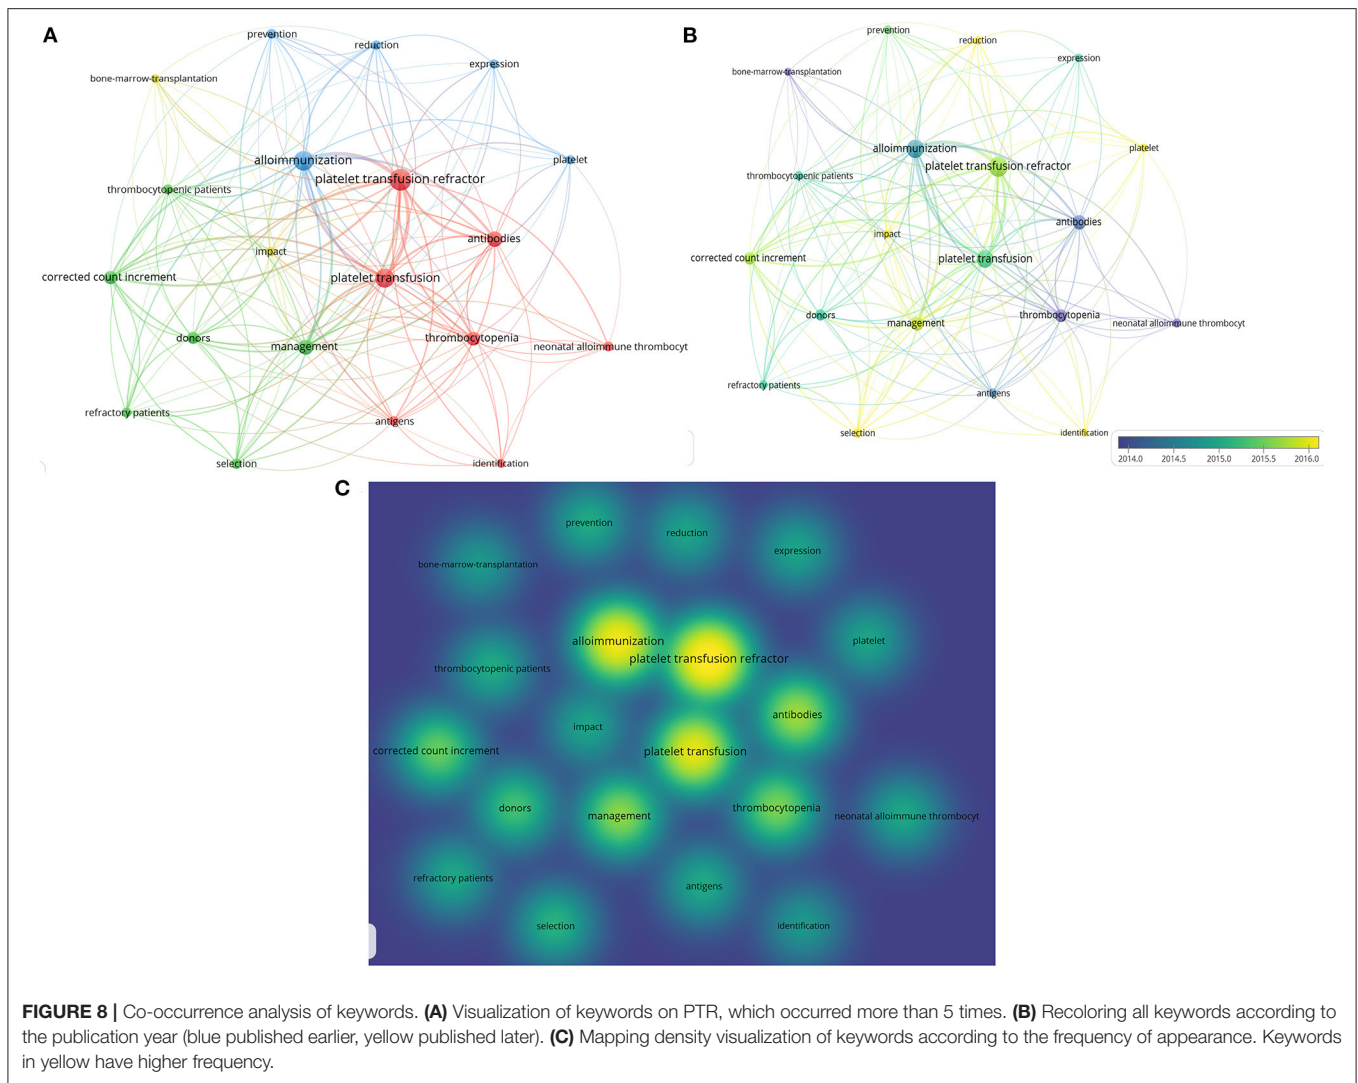 A
prevention
reduction
expression
bone-marrow-transplantation
alloimmunization
platelet
platelet transfusion refractor
thrombocytopenic patients
antibodies
impact
corrected count increment
platelet transfusion
donors
management
thrombocytopenia
neonatal alloimmune thrombocyt
refractory patients
antigens
selection
identification
B
prevention
reduction
expression
bone-marrow-transplantation
alloimmunization
platelet
platelet transfusion refractor
thrombocytopenic patients
antibodies
impact
corrected count increment
platelet transfusion
donors
management
thrombocytopenia
neonatal alloimmune thrombocyt
refractory patients
antigens
selection
identification
2014.0 2014.5 2015.0 2015.5 2016.0
C
prevention
reduction
expression
bone-marrow-transplantation
alloimmunization
platelet
platelet transfusion refractor
thrombocytopenic patients
antibodies
impact
corrected count increment
platelet transfusion
donors
management
thrombocytopenia
neonatal alloimmune thrombocyt
refractory patients
antigens
selection
identification
FIGURE 8 | Co-occurrence analysis of keywords. (A) Visualization of keywords on PTR, which occurred more than 5 times. (B) Recoloring all keywords according to
the publication year (blue published earlier, yellow published later). (C) Mapping density visualization of keywords according to the frequency of appearance. Keywords
in yellow have higher frequency.